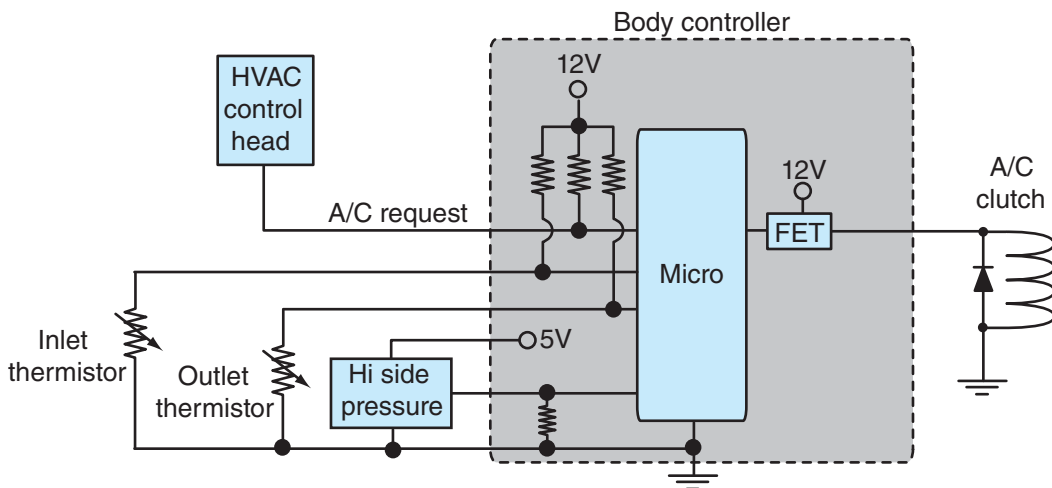 Body controller
HVAC
control
head
12V
A/C request
12V
FET
A/C
clutch
Micro
Inlet
thermistor
Outlet
thermistor
5V
Hi side
pressure